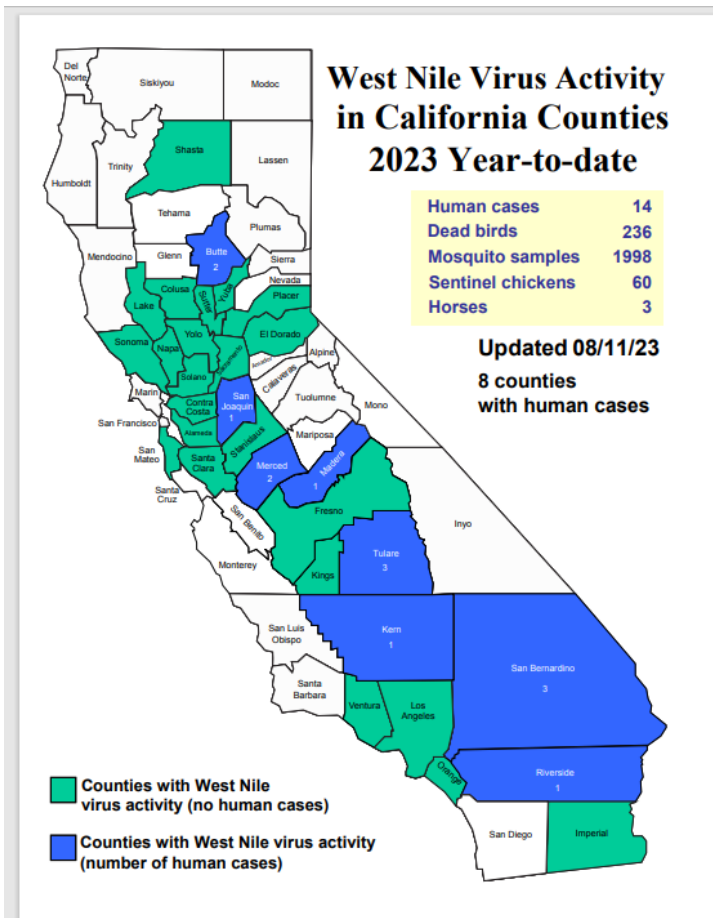 West Nile Virus Activity
in California Counties
2023 Year-to-date
Human cases 14
Dead birds 236
Mosquito samples 1998
Sentinel chickens 60
Horses 3
Updated 08/11/23
8 counties
with human cases
Del
Norte
Siskiyou
Modoc
Shasta
Trinity
Lassen
Humboldt
Tehama
Plumas
Butte
2
Mendocino
Glenn
Sierra
Nevada
Colusa
Sutter
Yuba
Placer
Lake
Yolo
El Dorado
Sonoma
Napa
Sacramento
Alpine
Amador
Solano
Calaveras
Marin
Contra
Costa
San
Joaquin
1
Tuolumne
Mono
San Francisco
Alameda
Stanislaus
Mariposa
San
Mateo
Santa
Clara
Merced
2
Madera
1
Santa
Cruz
San Benito
Fresno
Inyo
Monterey
Kings
Tulare
3
San Luis
Obispo
Kern
1
San Bernardino
3
Santa
Barbara
Ventura
Los
Angeles
Orange
Riverside
1
San Diego
Imperial
Counties with West Nile
virus activity (no human cases)
Counties with West Nile virus activity
(number of human cases)